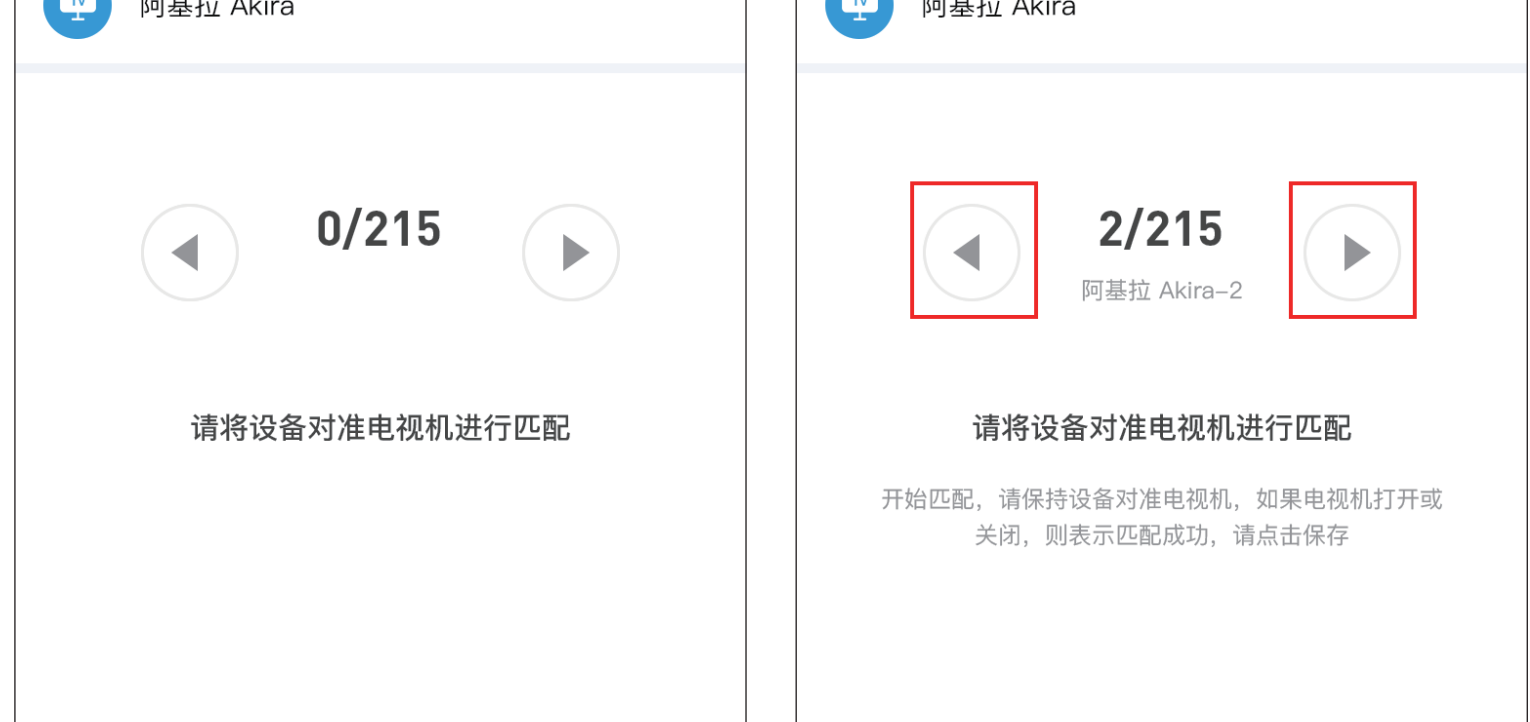 阿基拉 Akira
0/215
请将设备对准电视机进行匹配
阿基拉 Akira
2/215
阿基拉 Akira–2
请将设备对准电视机进行匹配
开始匹配，请保持设备对准电视机，如果电视机打开或
关闭，则表示匹配成功，请点击保存